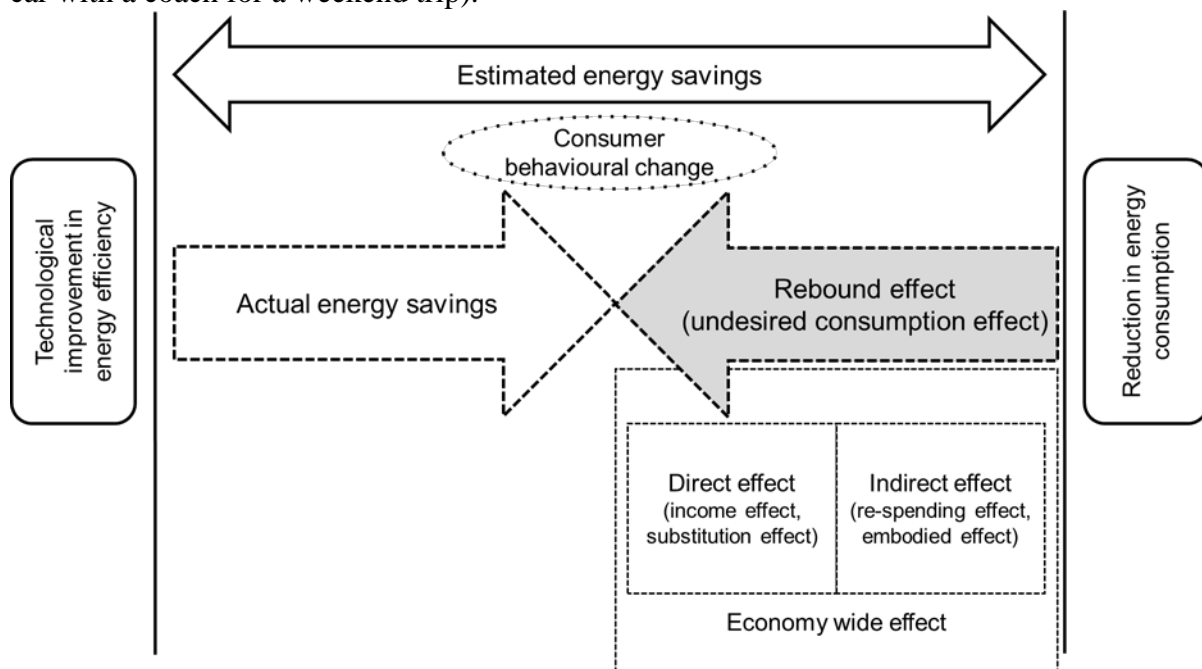 car with a coach for a weekend trip).
Estimated energy savings
Consumer
behavioural change
Technological
improvement in
energy efficiency
Actual energy savings
Rebound effect
(undesired consumption effect)
Reduction in energy
consumption
Direct effect
(income effect,
substitution effect)
Indirect effect
(re-spending effect,
embodied effect)
Economy wide effect